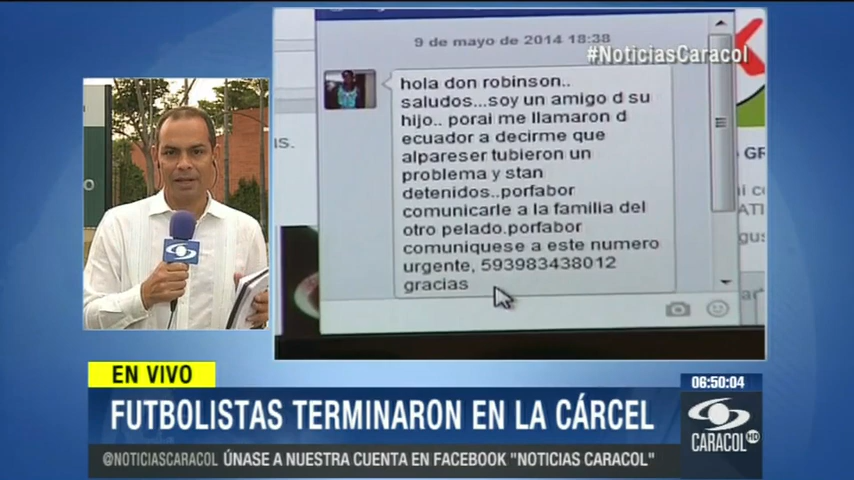 9 de mayo de 2014 18:38
#NoticiasCaracol
hola don robinson..
saludos...soy un amigo d su
hijo.. porai me llamaron d
ecuador a decirme que
alpareser tubieron un
problema y stan
detenidos..porfabor
comunicarle a la familia del
otro pelado.porfabor
comuniquese a este numero
urgente, 593983438012
gracias
EN VIVO
06:50:04
FUTBOLISTAS TERMINARON EN LA CÁRCEL
CARACOL HD
@NOTICIASCARACOL ÚNASE A NUESTRA CUENTA EN FACEBOOK "NOTICIAS CARACOL"